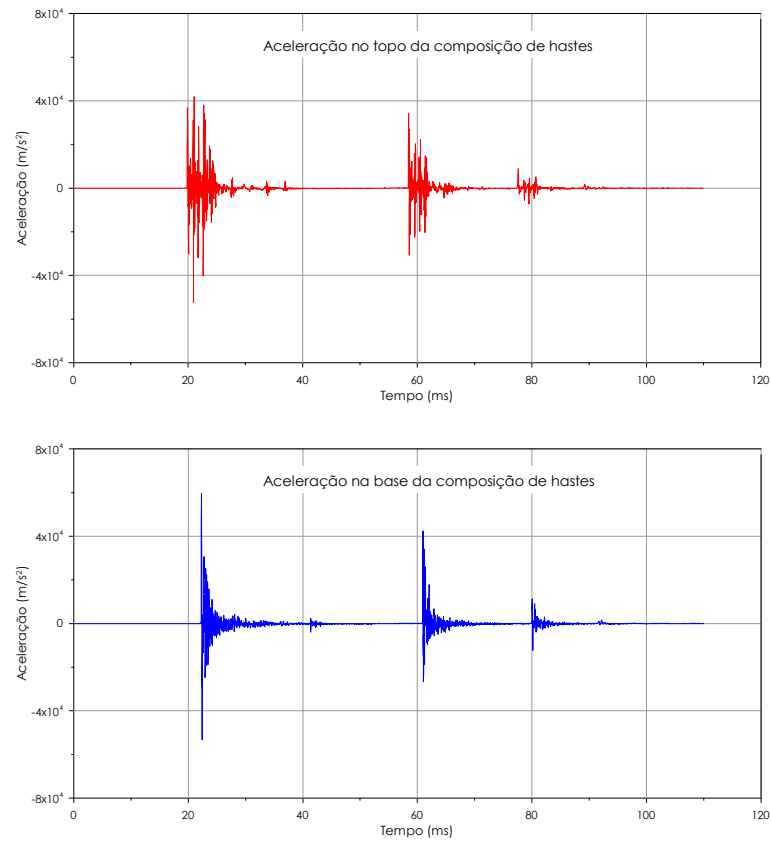 8x10⁴
Aceleração no topo da composição de hastes
4x10⁴
0
-4x10⁴
-8x10⁴
Aceleração (m/s²)
0 20 40 60 80 100 120
Tempo (ms)
8x10⁴
Aceleração na base da composição de hastes
4x10⁴
0
-4x10⁴
-8x10⁴
Aceleração (m/s²)
0 20 40 60 80 100 120
Tempo (ms)